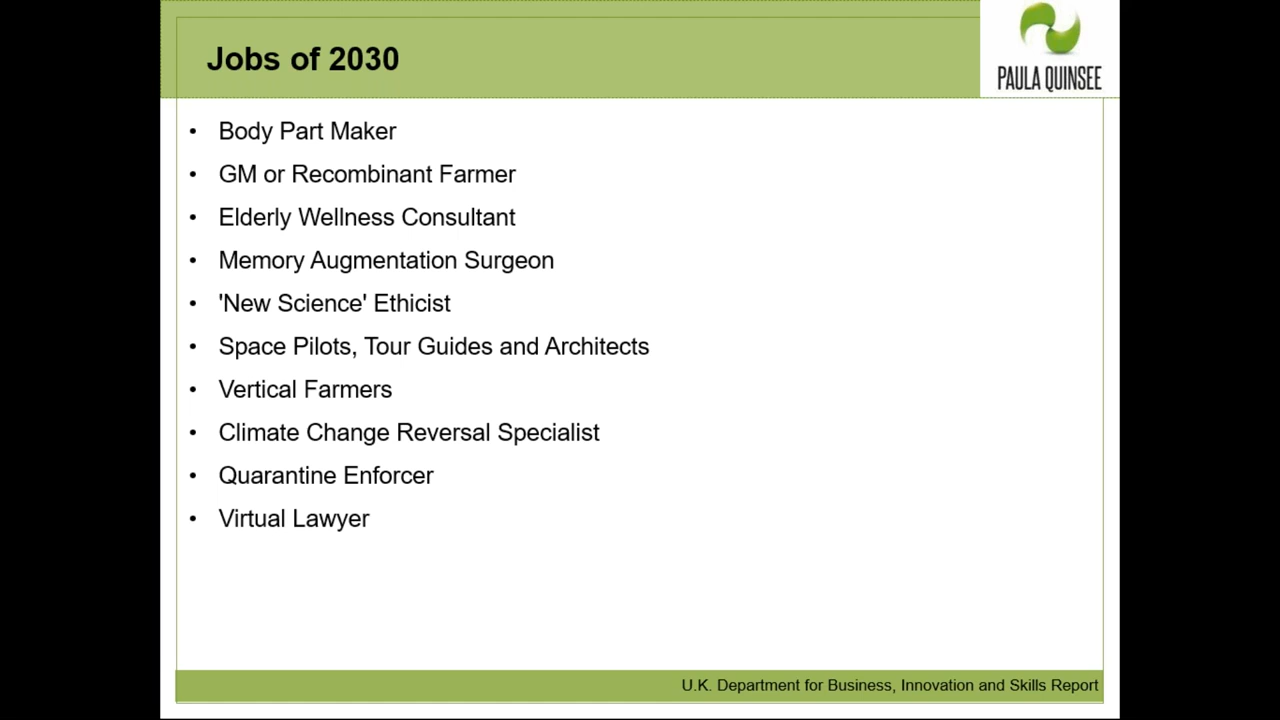 Jobs of 2030
PAULA QUINSEE
• Body Part Maker
• GM or Recombinant Farmer
• Elderly Wellness Consultant
• Memory Augmentation Surgeon
• 'New Science' Ethicist
• Space Pilots, Tour Guides and Architects
• Vertical Farmers
• Climate Change Reversal Specialist
• Quarantine Enforcer
• Virtual Lawyer
U.K. Department for Business, Innovation and Skills Report